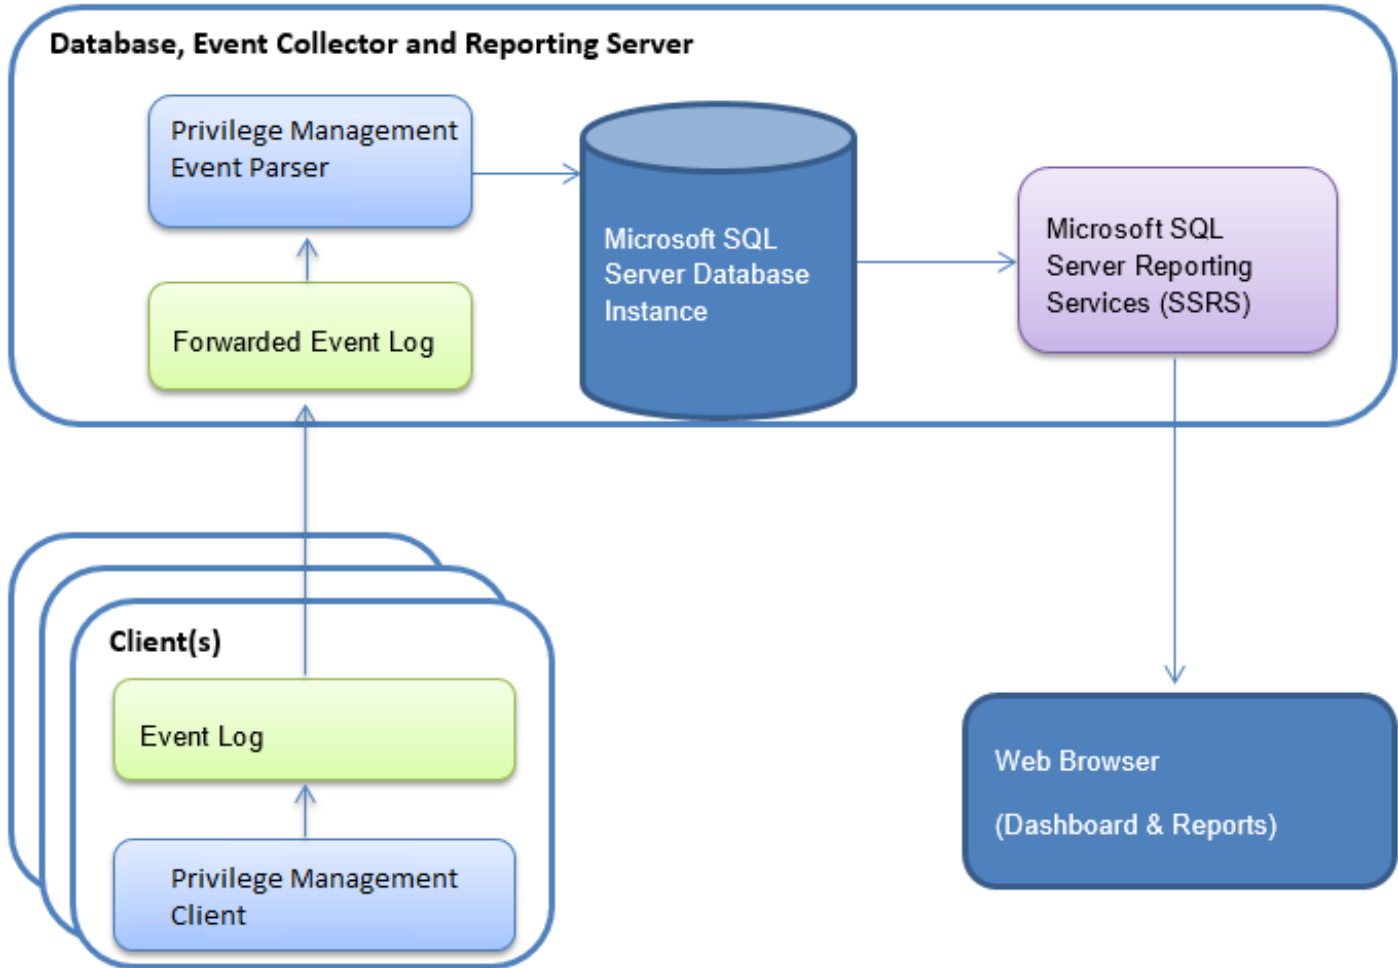 Database, Event Collector and Reporting Server
Privilege Management
Event Parser
Forwarded Event Log
Microsoft SQL
Server Database
Instance
Microsoft SQL
Server Reporting
Services (SSRS)
Client(s)
Event Log
Privilege Management
Client
Web Browser
(Dashboard & Reports)